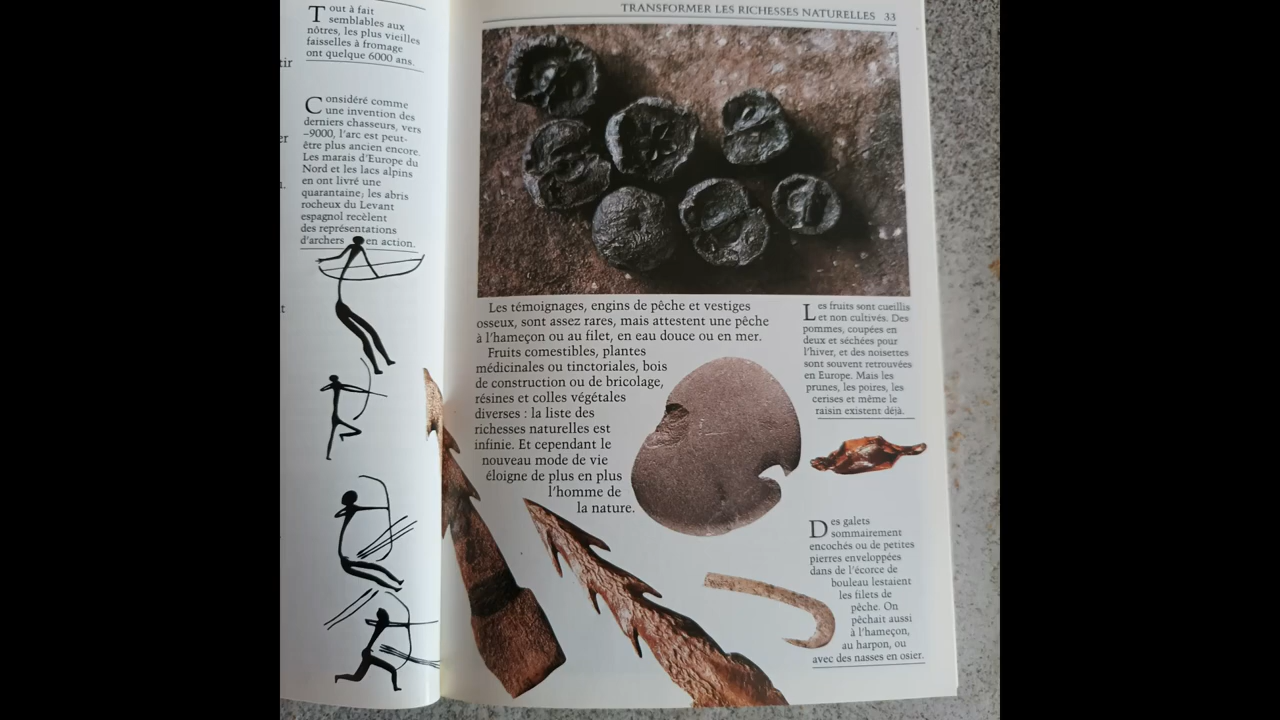 tir
er
u.
t
Tout à fait
semblables aux
nôtres, les plus vieilles
faisselles à fromage
ont quelque 6000 ans.
Considéré comme
une invention des
derniers chasseurs, vers
–9000, l'arc est peut-
être plus ancien encore.
Les marais d'Europe du
Nord et les lacs alpins
en ont livré une
quarantaine; les abris
rocheux du Levant
espagnol recèlent
des représentations
d'archers en action.
TRANSFORMER LES RICHESSES NATURELLES 33
Les témoignages, engins de pêche et vestiges
osseux, sont assez rares, mais attestent une pêche
à l'hameçon ou au filet, en eau douce ou en mer.
Fruits comestibles, plantes
médicinales ou tinctoriales, bois
de construction ou de bricolage,
résines et colles végétales
diverses : la liste des
richesses naturelles est
infinie. Et cependant le
nouveau mode de vie
éloigne de plus en plus
l'homme de
la nature.
Les fruits sont cueillis
et non cultivés. Des
pommes, coupées en
deux et séchées pour
l'hiver, et des noisettes
sont souvent retrouvées
en Europe. Mais les
prunes, les poires, les
cerises et même le
raisin existent déjà.
Des galets
sommairement
encochés ou de petites
pierres enveloppées
dans de l'écorce de
bouleau lestaient
les filets de
pêche. On
pêchait aussi
à l'hameçon,
au harpon, ou
avec des nasses en osier.